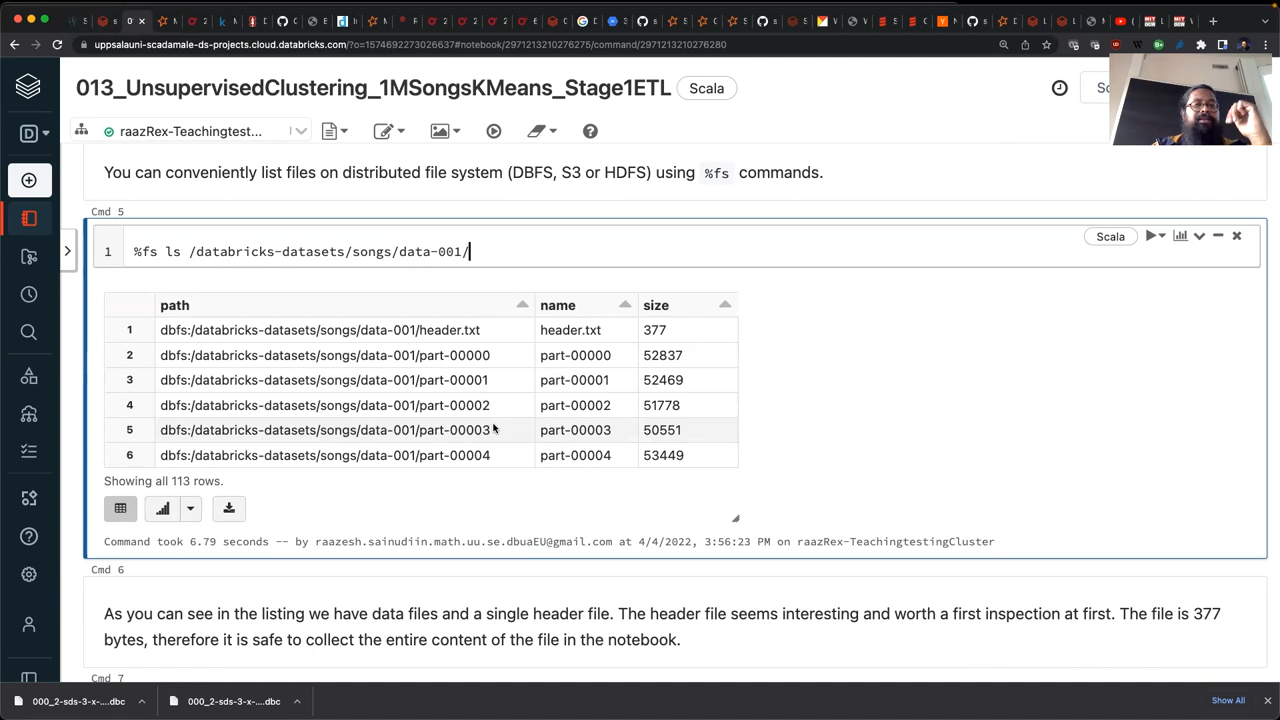 uppsalauni-scadamale-ds-projects.cloud.databricks.com/?o=1574692273026637#notebook/2971213210276275/command/2971213210276280
013_UnsupervisedClustering_1MSongsKMeans_Stage1ETL Scala
D raazRex-Teachingtest...
You can conveniently list files on distributed file system (DBFS, S3 or HDFS) using %fs commands.
Cmd 5
1 %fs ls /databricks-datasets/songs/data-001/ Scala
path name size
1 dbfs:/databricks-datasets/songs/data-001/header.txt header.txt 377
2 dbfs:/databricks-datasets/songs/data-001/part-00000 part-00000 52837
3 dbfs:/databricks-datasets/songs/data-001/part-00001 part-00001 52469
4 dbfs:/databricks-datasets/songs/data-001/part-00002 part-00002 51778
5 dbfs:/databricks-datasets/songs/data-001/part-00003 part-00003 50551
6 dbfs:/databricks-datasets/songs/data-001/part-00004 part-00004 53449
Showing all 113 rows.
Command took 6.79 seconds -- by raazesh.sainudiin.math.uu.se.dbuaEU@gmail.com at 4/4/2022, 3:56:23 PM on raazRex-TeachingtestingCluster
Cmd 6
As you can see in the listing we have data files and a single header file. The header file seems interesting and worth a first inspection at first. The file is 377
bytes, therefore it is safe to collect the entire content of the file in the notebook.
Cmd 7
000_2-sds-3-x-....dbc 000_2-sds-3-x-....dbc Show All